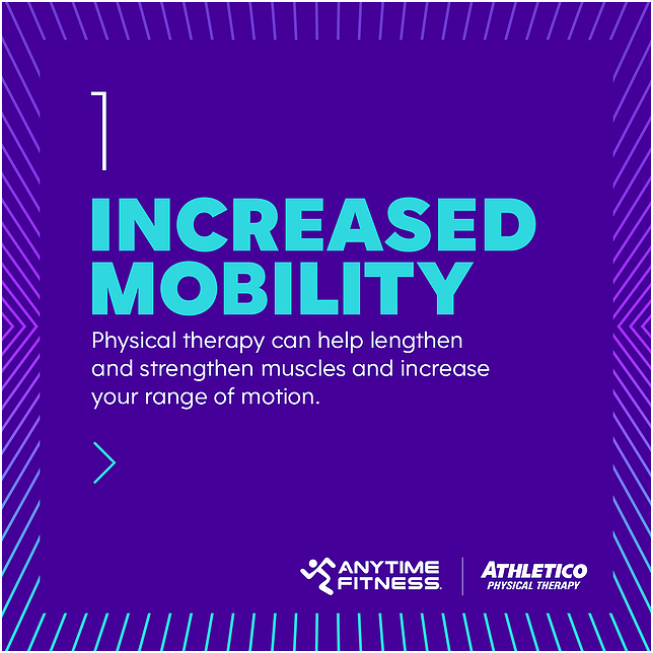 1
INCREASED
MOBILITY
Physical therapy can help lengthen
and strengthen muscles and increase
your range of motion.
ANYTIME
FITNESS.
ATHLETICO
PHYSICAL THERAPY